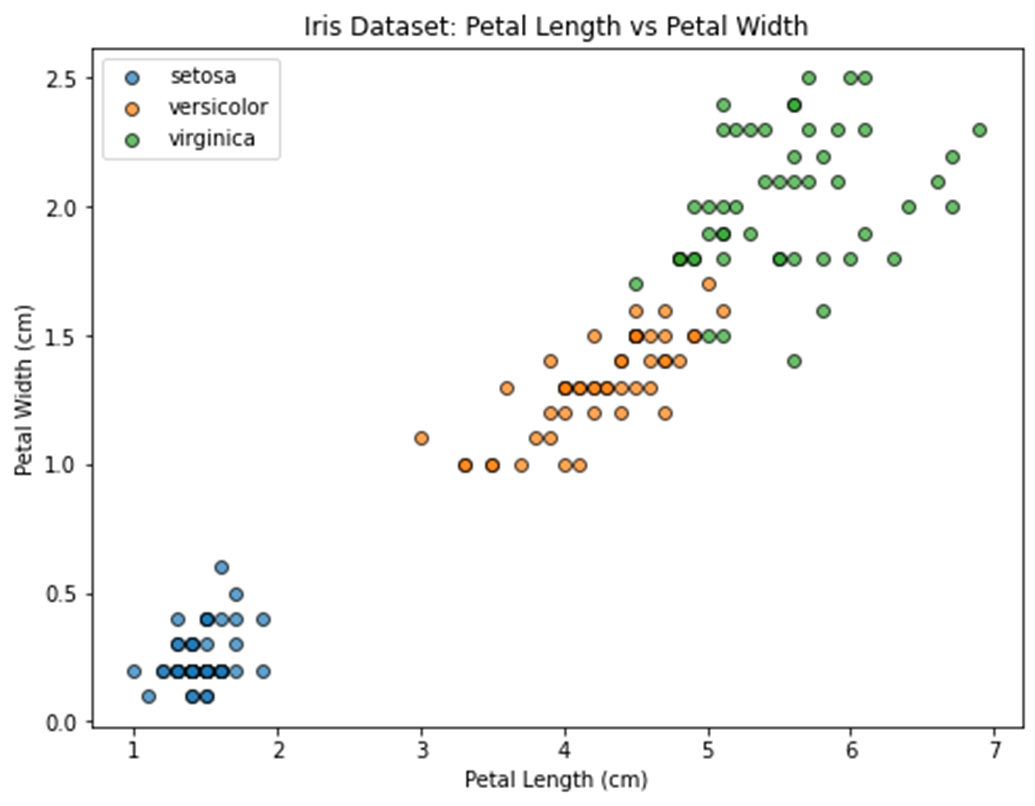 Iris Dataset: Petal Length vs Petal Width
setosa
versicolor
virginica
2.5
2.0
1.5
1.0
0.5
0.0
Petal Width (cm)
1 2 3 4 5 6 7
Petal Length (cm)